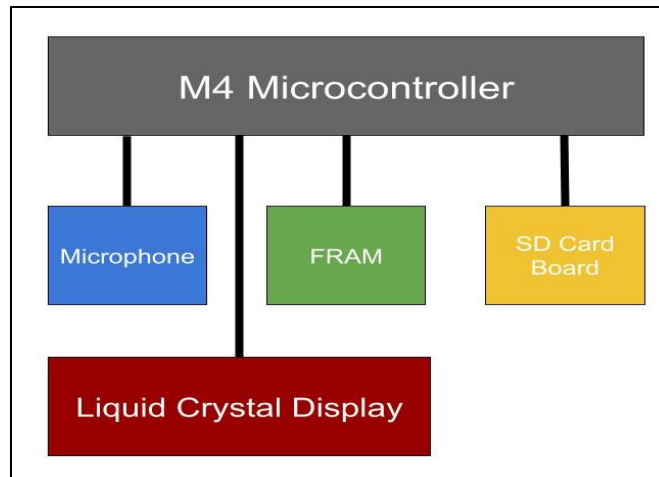 M4 Microcontroller
Microphone
FRAM
SD Card
Board
Liquid Crystal Display